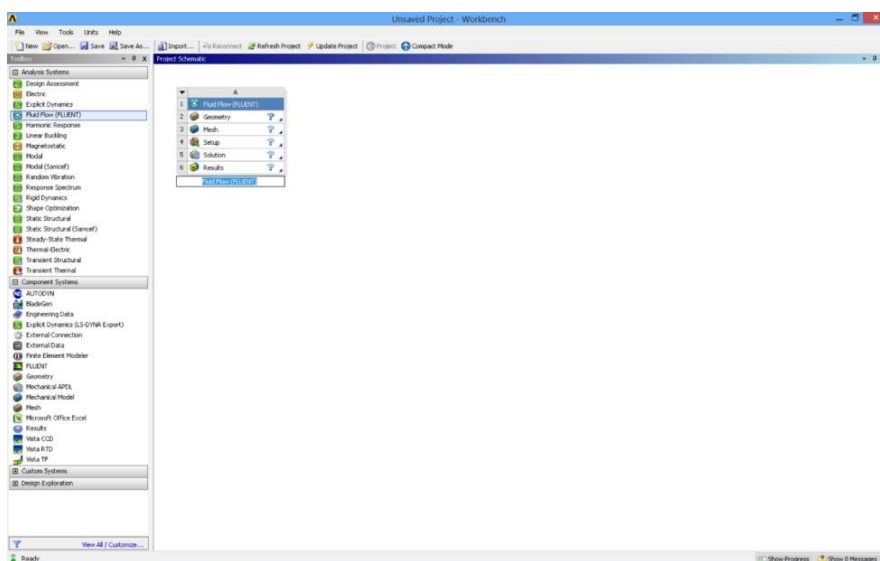 Unsaved Project - Workbench
File View Tools Units Help
New Open... Save Save As... Import... Reconnect Refresh Project Update Project Project Compact Mode
Toolbox
Project Schematic
Analysis Systems
Design Assessment
Electric
Explicit Dynamics
Fluid Flow (FLUENT)
Harmonic Response
Linear Buckling
Magnetostatic
Modal
Modal (Samcef)
Random Vibration
Response Spectrum
Rigid Dynamics
Shape Optimization
Static Structural
Static Structural (Samcef)
Steady-State Thermal
Thermal-Electric
Transient Structural
Transient Thermal
Component Systems
AUTODYN
BladeGen
Engineering Data
Explicit Dynamics (LS-DYNA Export)
External Connection
External Data
Finite Element Modeler
FLUENT
Geometry
Mechanical APDL
Mechanical Model
Mesh
Microsoft Office Excel
Results
Vista CCD
Vista RTD
Vista TF
Custom Systems
Design Exploration
View All / Customize...
A
1 Fluid Flow (FLUENT)
2 Geometry ?
3 Mesh ?
4 Setup ?
5 Solution ?
6 Results ?
Fluid Flow (FLUENT)
Ready
Show Progress Show 0 Messages